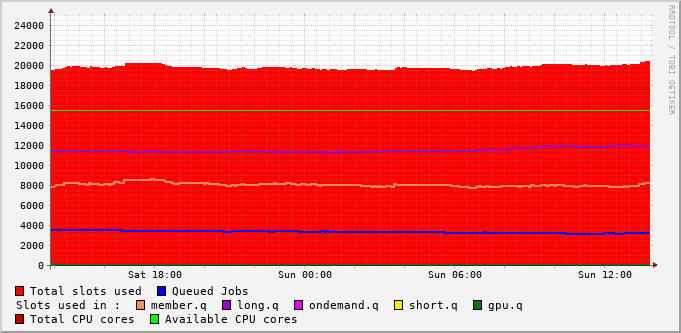 RRDTOOL / TOBI OETIKER
24000
22000
20000
18000
16000
14000
12000
10000
8000
6000
4000
2000
0
Sat 18:00 Sun 00:00 Sun 06:00 Sun 12:00
Total slots used Queued Jobs
Slots used in : member.q long.q ondemand.q short.q gpu.q
Total CPU cores Available CPU cores